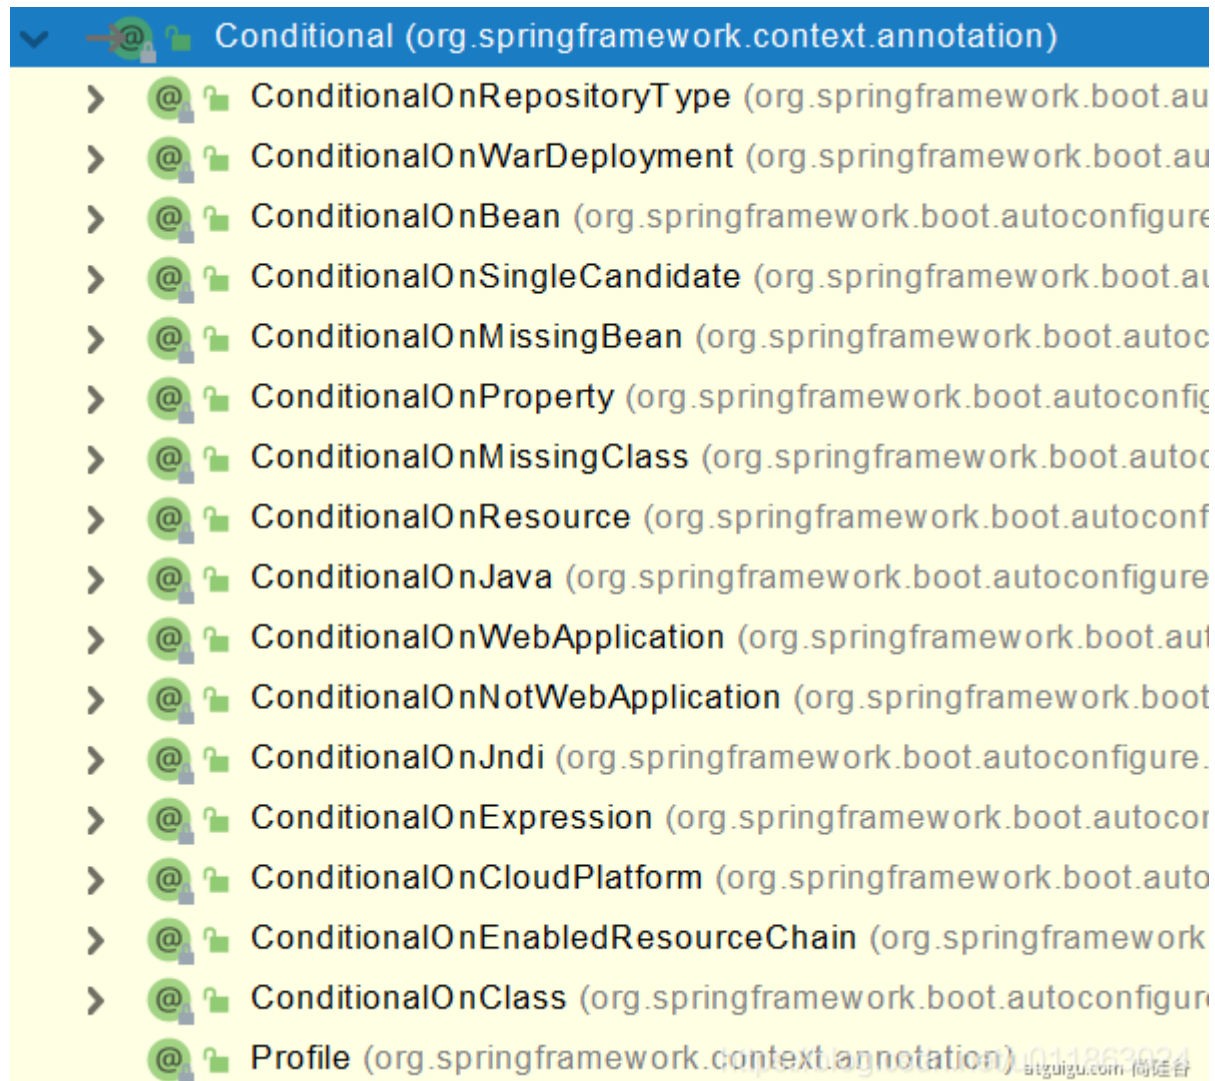 Conditional (org.springframework.context.annotation)
ConditionalOnRepositoryType (org.springframework.boot.au
ConditionalOnWarDeployment (org.springframework.boot.au
ConditionalOnBean (org.springframework.boot.autoconfigure
ConditionalOnSingleCandidate (org.springframework.boot.au
ConditionalOnMissingBean (org.springframework.boot.autoc
ConditionalOnProperty (org.springframework.boot.autoconfig
ConditionalOnMissingClass (org.springframework.boot.autoc
ConditionalOnResource (org.springframework.boot.autoconf
ConditionalOnJava (org.springframework.boot.autoconfigure
ConditionalOnWebApplication (org.springframework.boot.aut
ConditionalOnNotWebApplication (org.springframework.boot
ConditionalOnJndi (org.springframework.boot.autoconfigure.
ConditionalOnExpression (org.springframework.boot.autocon
ConditionalOnCloudPlatform (org.springframework.boot.auto
ConditionalOnEnabledResourceChain (org.springframework
ConditionalOnClass (org.springframework.boot.autoconfigure
Profile (org.springframework.context.annotation)
atguigu.com 尚硅谷